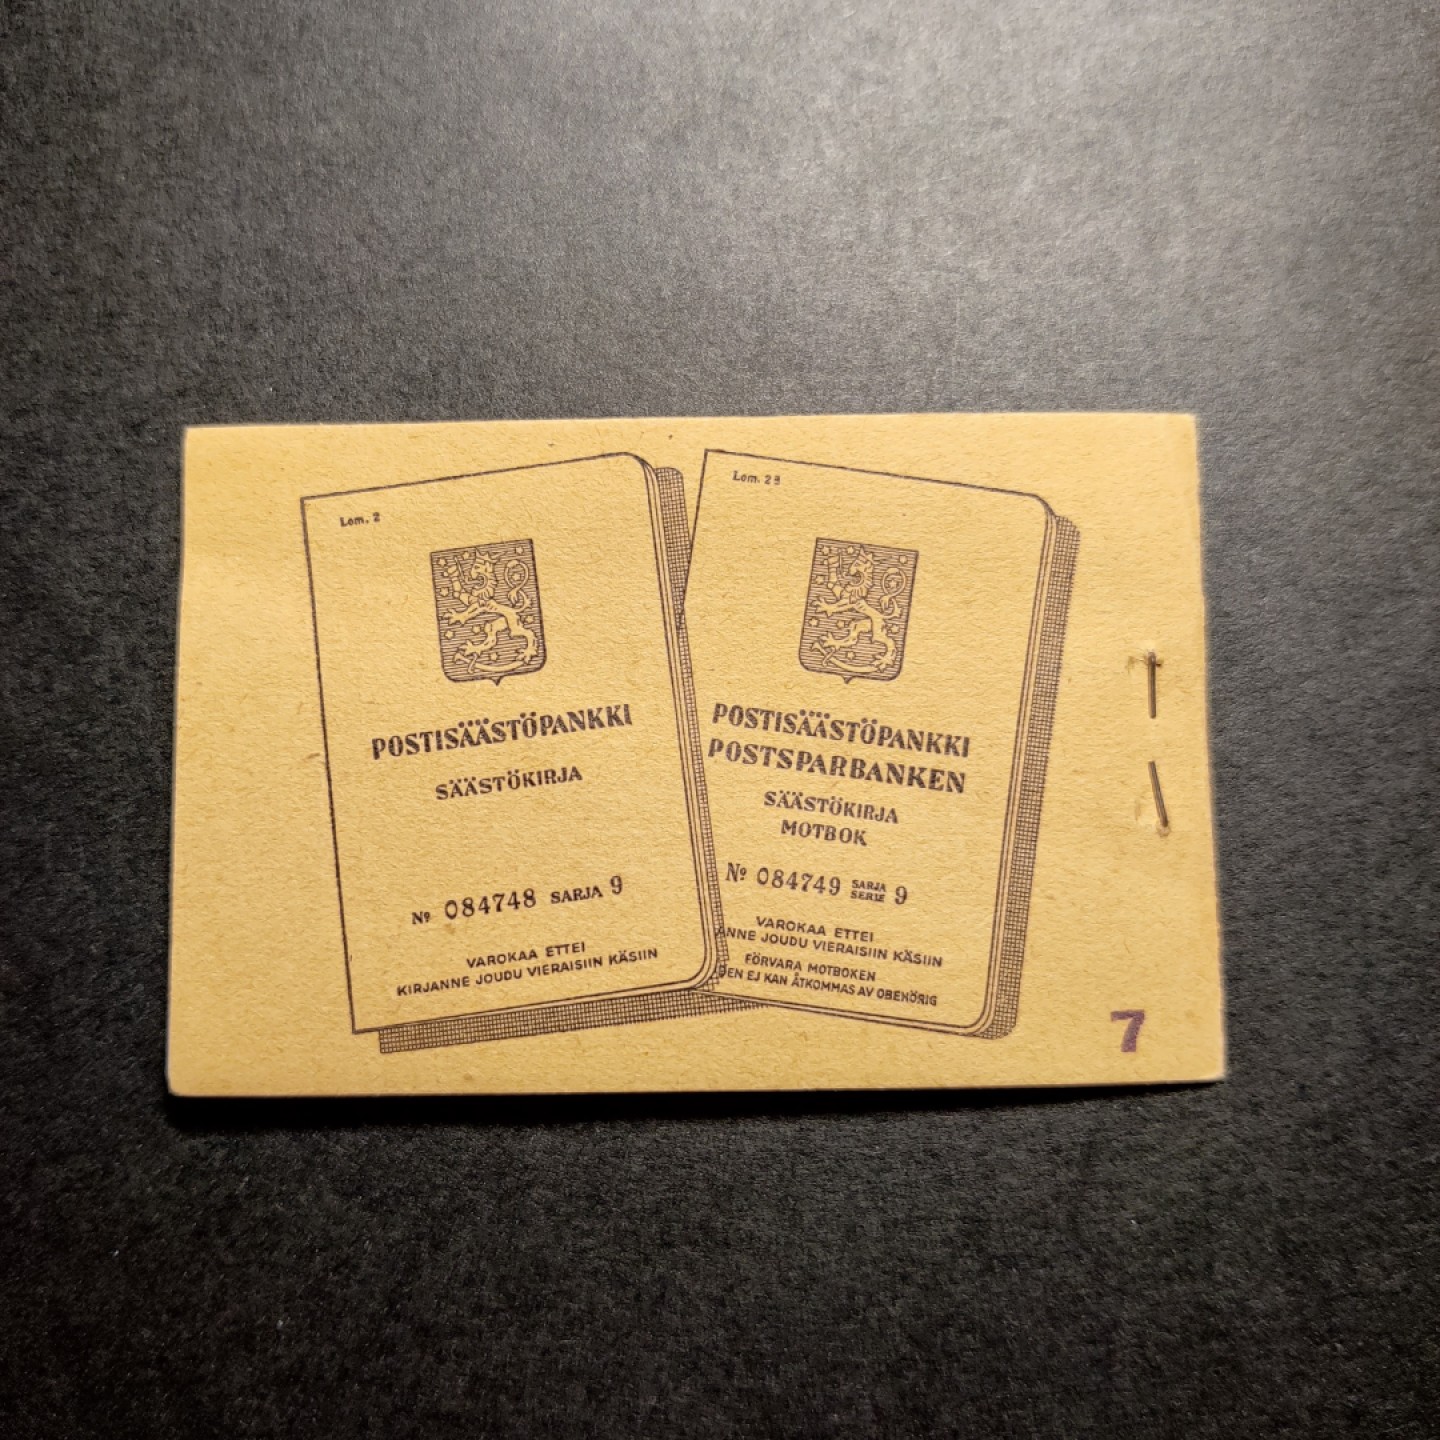 Lom. 2
POSTISÄÄSTÖPANKKI
SÄÄSTÖKIRJA
Nº 084748 SARJA 9
VAROKAA ETTEI
KIRJANNE JOUDU VIERAISIIN KÄSIIN
Lom. 2a
POSTISÄÄSTÖPANKKI
POSTSPARBANKEN
SÄÄSTÖKIRJA
MOTBOK
Nº 084749 SARJA SERIE 9
VAROKAA ETTEI
ANNE JOUDU VIERAISIIN KÄSIIN
FÖRVARA MOTBOKEN
DEN EJ KAN ÅTKOMMAS AV OBEHÖRIG
7